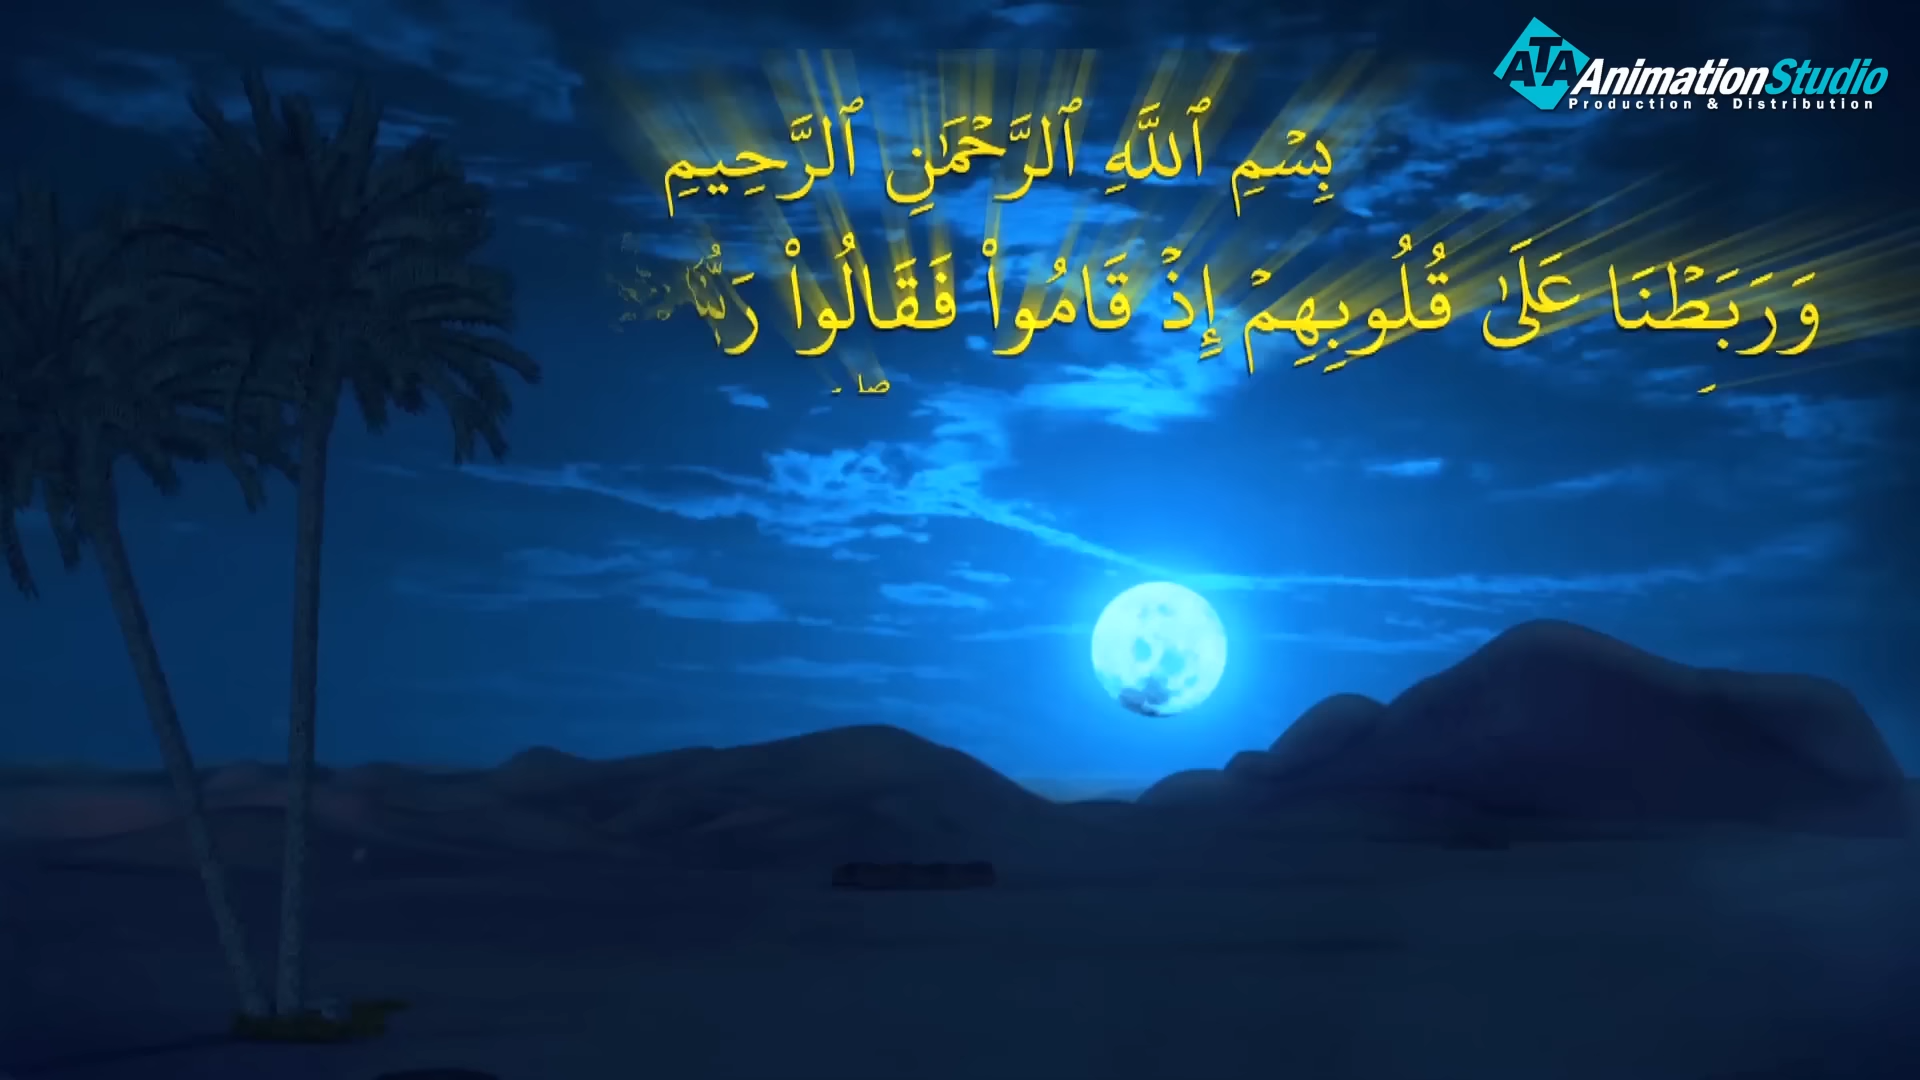 ATA AnimationStudio
Production & Distribution
بِسْمِ ٱللَّهِ ٱلرَّحْمَٰنِ ٱلرَّحِيمِ
وَرَبَطْنَا عَلَىٰ قُلُوبِهِمْ إِذْ قَامُوا۟ فَقَالُوا۟